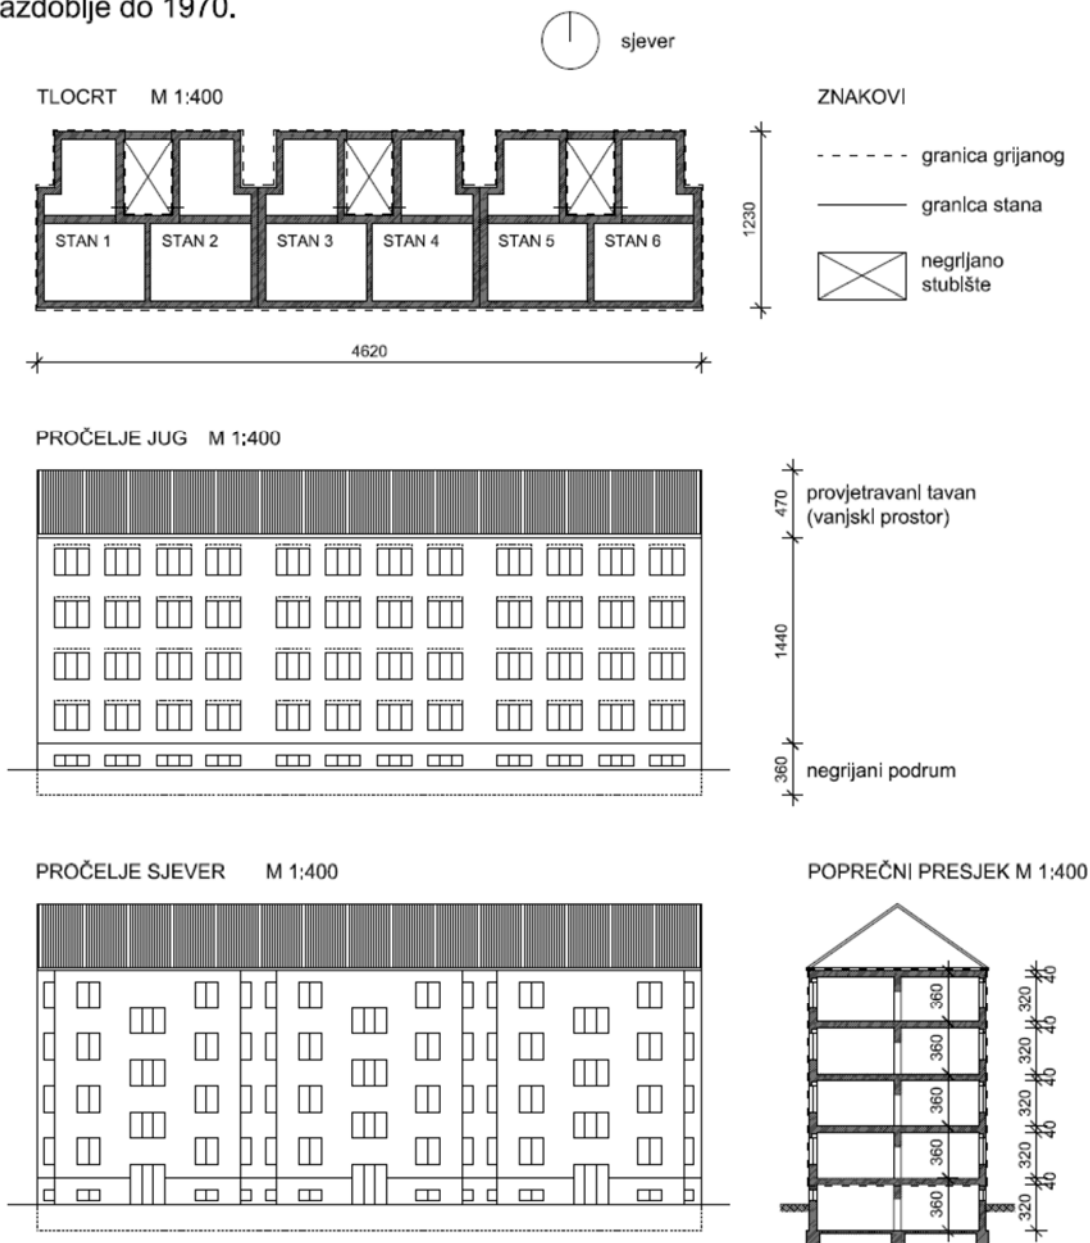 azdoblje do 1970.
sjever
TLOCRT M 1:400
ZNAKOVI
granica grijanog
granica stana
negrijano
stubište
STAN 1
STAN 2
STAN 3
STAN 4
STAN 5
STAN 6
1230
4620
PROČELJE JUG M 1:400
470
provjetravani tavan
(vanjski prostor)
1440
360
negrijani podrum
PROČELJE SJEVER M 1:400
POPREČNI PRESJEK M 1:400
40
360
320
40
360
320
40
360
320
40
360
320
40
360
320